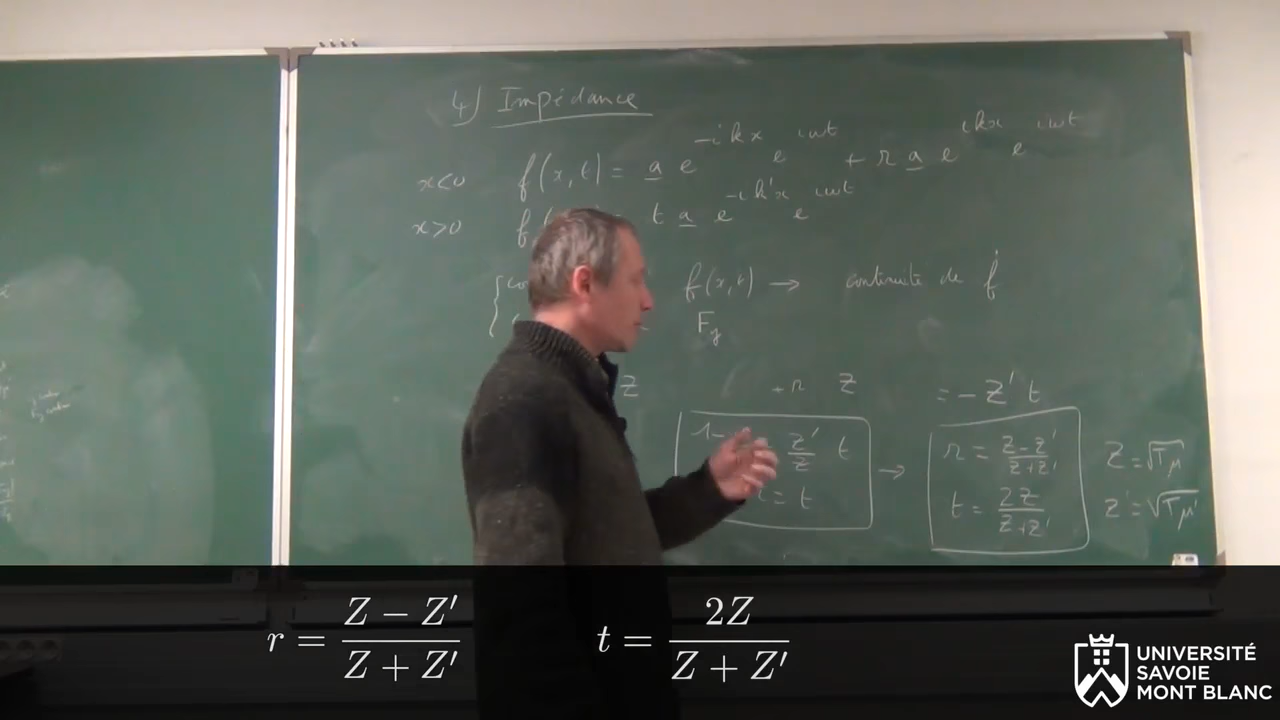 4) Impédance
x<0 f(x,t) = a e^{-ikx} e^{iωt} + r a e^{ikx} e^{iωt}
x>0 t a e^{-ik'x} e^{iωt}
f(x,t) → continuité de f
F_y
Z + r Z = - Z' t
1- Z'/Z t → r = Z-Z'/Z+Z' Z = √Tμ
= t t = 2Z/Z+Z' Z' = √Tμ'
r = Z − Z'/Z + Z' t = 2Z/Z + Z'
UNIVERSITÉ
SAVOIE
MONT BLANC